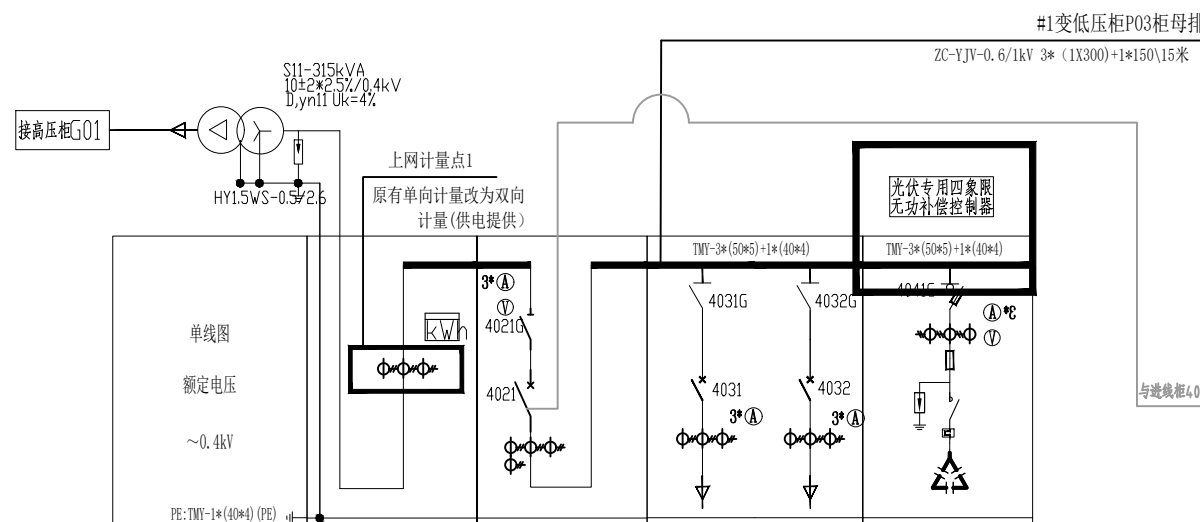 #1变低压柜P03柜母排
ZC-YJV-0.6/1kV 3*（1X300)+1*150\15米
S11-315kVA
10±2*2.5%/0.4kV
D,yn11 Uk=4%
接高压柜G01
HY1.5WS-0.5/2.6
上网计量点1
原有单向计量改为双向
计量(供电提供）
光伏专用四象限
无功补偿控制器
TMY-3*(50*5)+1*(40*4)
TMY-3*(50*5)+1*(40*4)
3*A
V
4021G
kWh
4031G
4032G
4041G
3*A
V
单线图
额定电压
~0.4kV
4021
4031
4032
3*A
3*A
与进线柜40
PE:TMY-1*(40*4)(PE)